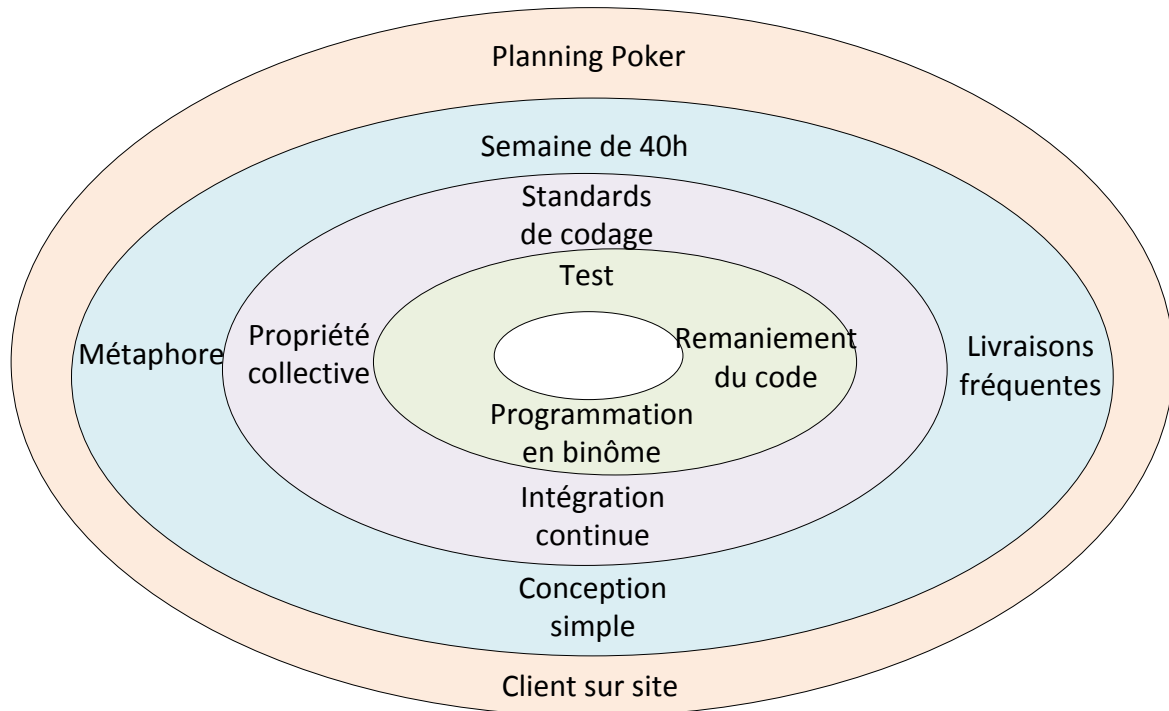 Planning Poker
Semaine de 40h
Standards
de codage
Test
Métaphore
Propriété
collective
Remaniement
du code
Livraisons
fréquentes
Programmation
en binôme
Intégration
continue
Conception
simple
Client sur site